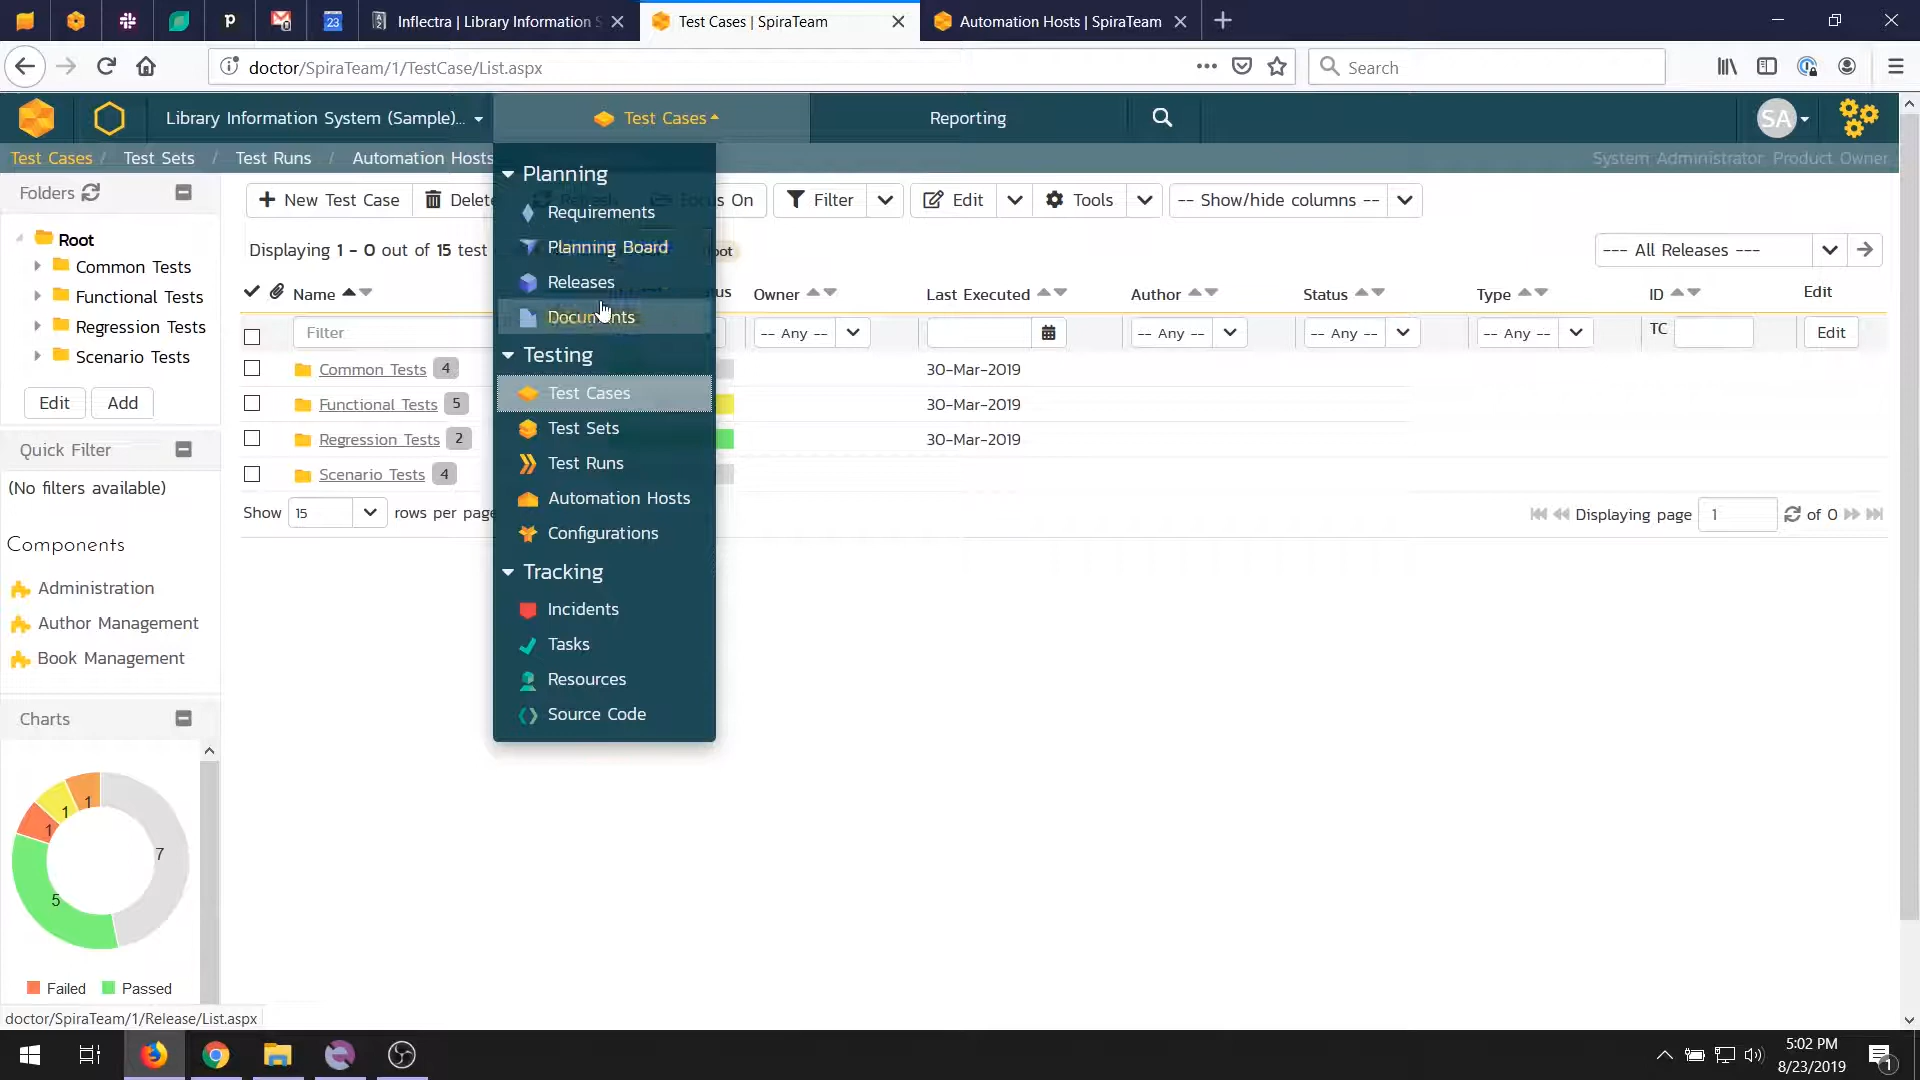 Inflectra | Library Information S
Test Cases | SpiraTeam
Automation Hosts | SpiraTeam
doctor/SpiraTeam/1/TestCase/List.aspx
Search
Library Information System (Sample)...
Test Cases
Reporting
SA
Test Cases / Test Sets / Test Runs / Automation Hosts
System Administrator Product Owner
Folders
Root
Common Tests
Functional Tests
Regression Tests
Scenario Tests
Edit
Add
Quick Filter
(No filters available)
Components
Administration
Author Management
Book Management
Charts
7
5
1
1
1
Failed
Passed
Planning
Requirements
Planning Board
Releases
Documents
Testing
Test Cases
Test Sets
Test Runs
Automation Hosts
Configurations
Tracking
Incidents
Tasks
Resources
Source Code
New Test Case
Delete
On
Filter
Edit
Tools
-- Show/hide columns --
Displaying 1 - 0 out of 15 test
--- All Releases ---
Name
Owner
Last Executed
Author
Status
Type
ID
Edit
Filter
-- Any --
-- Any --
-- Any --
-- Any --
TC
Edit
Common Tests 4 30-Mar-2019
Functional Tests 5 30-Mar-2019
Regression Tests 2 30-Mar-2019
Scenario Tests 4
Show 15 rows per page
Displaying page 1 of 0
doctor/SpiraTeam/1/Release/List.aspx
23
p
5:02 PM
8/23/2019
1